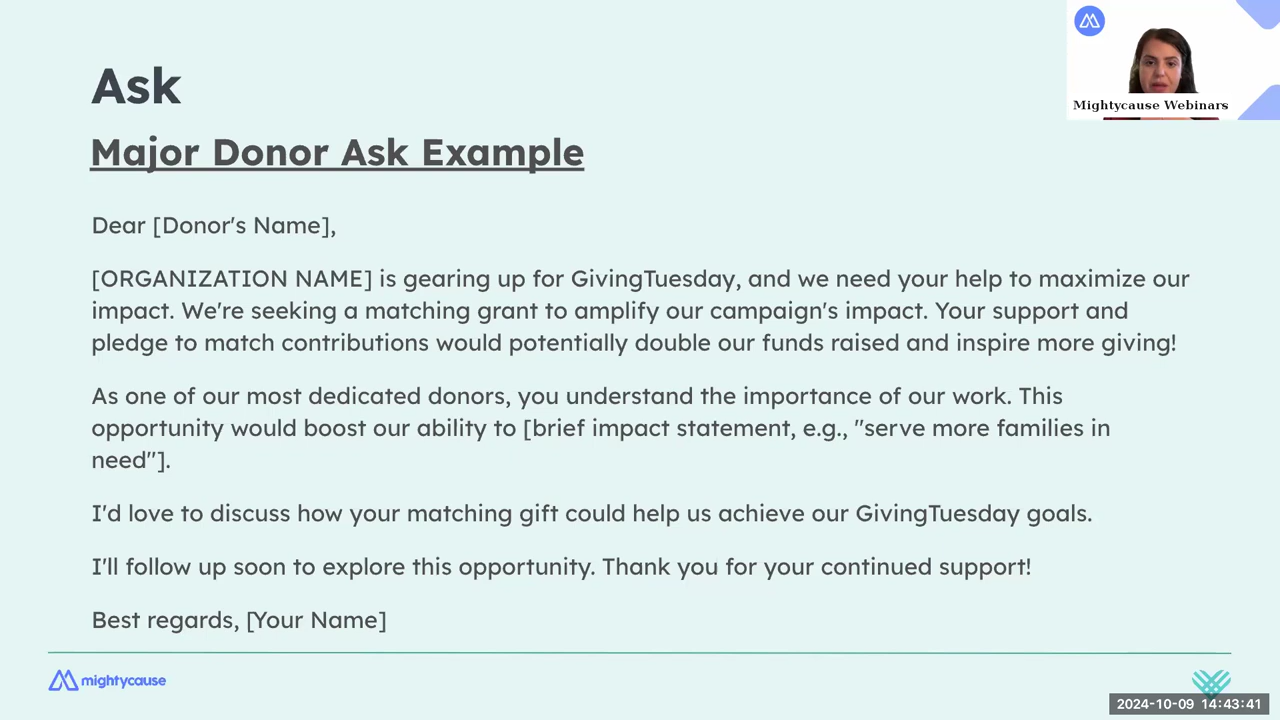 Ask
Mightycause Webinars
Major Donor Ask Example
Dear [Donor's Name],
[ORGANIZATION NAME] is gearing up for GivingTuesday, and we need your help to maximize our
impact. We're seeking a matching grant to amplify our campaign's impact. Your support and
pledge to match contributions would potentially double our funds raised and inspire more giving!
As one of our most dedicated donors, you understand the importance of our work. This
opportunity would boost our ability to [brief impact statement, e.g., "serve more families in
need"].
I'd love to discuss how your matching gift could help us achieve our GivingTuesday goals.
I'll follow up soon to explore this opportunity. Thank you for your continued support!
Best regards, [Your Name]
mightycause
2024-10-09 14:43:41